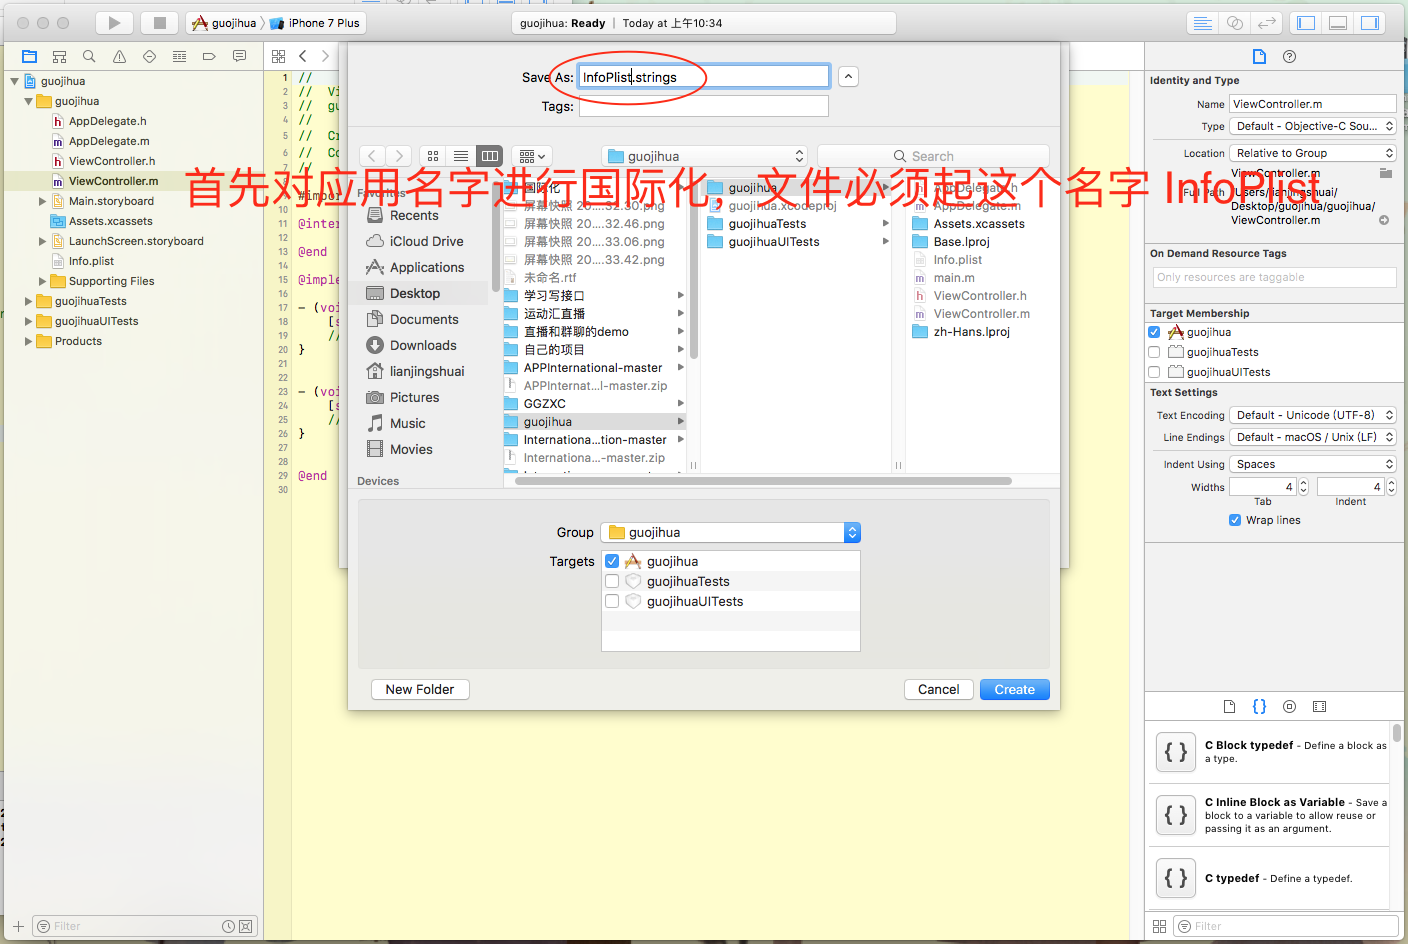 guojihua
iPhone 7 Plus
guojihua: Ready | Today at 上午10:34
guojihua
guojihua
AppDelegate.h
AppDelegate.m
ViewController.h
ViewController.m
Main.storyboard
Assets.xcassets
LaunchScreen.storyboard
Info.plist
Supporting Files
guojihuaTests
guojihuaUITests
Products
Filter
1 //
2 // Vi
3 // gu
4 //
5 // Cr
6 // Co
//
#impor
11 @inter
12
13 @end
14
15 @imple
16
17 - (voi
18 [s
19 //
20 }
21
22
23 - (voi
24 [s
25 //
26 }
27
28
29 @end
30
Save As: InfoPlist.strings
Tags:
guojihua
Search
首先对应用名字进行国际化，文件必须起这个名字 InfoPlist
Favorites
Recents
iCloud Drive
Applications
Desktop
Documents
Downloads
lianjingshuai
Pictures
Music
Movies
Devices
国际化
屏幕快照 20....32.30.png
屏幕快照 20....32.46.png
屏幕快照 20....33.06.png
屏幕快照 20....33.42.png
未命名.rtf
学习写接口
运动汇直播
直播和群聊的demo
自己的项目
APPInternational-master
APPInternat...l-master.zip
GGZXC
guojihua
Internationa...tion-master
Internationa...-master.zip
guojihua
guojihua.xcodeproj
guojihuaTests
guojihuaUITests
AppDelegate.h
AppDelegate.m
Assets.xcassets
Base.lproj
Info.plist
main.m
ViewController.h
ViewController.m
zh-Hans.lproj
Group guojihua
Targets guojihua
guojihuaTests
guojihuaUITests
New Folder
Cancel
Create
Identity and Type
Name ViewController.m
Type Default - Objective-C Sou...
Location Relative to Group
ViewController.m
Full Path /Users/lianjingshuai/
Desktop/guojihua/guojihua/
ViewController.m
On Demand Resource Tags
Only resources are taggable
Target Membership
guojihua
guojihuaTests
guojihuaUITests
Text Settings
Text Encoding Default - Unicode (UTF-8)
Line Endings Default - macOS / Unix (LF)
Indent Using Spaces
Widths 4 4
Tab Indent
Wrap lines
{ } C Block typedef - Define a block as
a type.
{ } C Inline Block as Variable - Save a
block to a variable to allow reuse or
passing it as an argument.
{ } C typedef - Define a typedef.
Filter